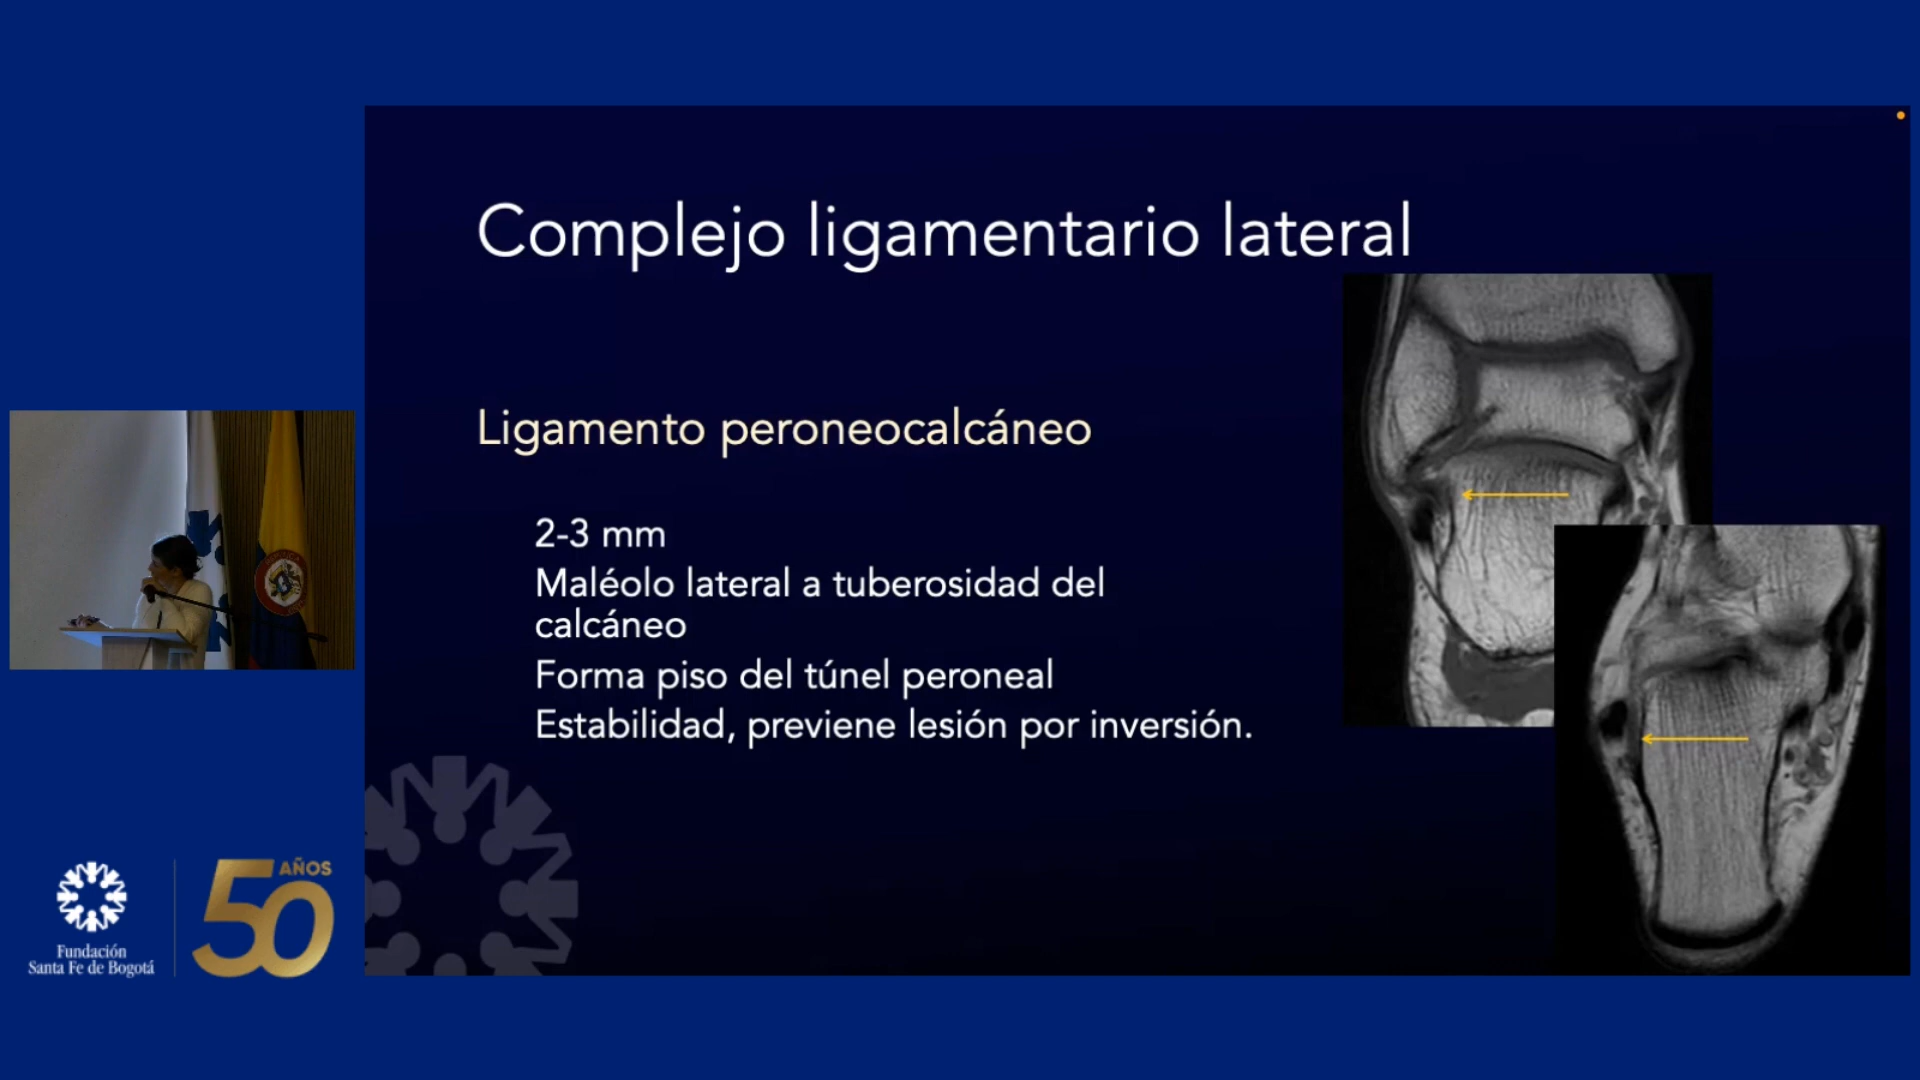 Complejo ligamentario lateral
Ligamento peroneocalcáneo
2-3 mm
Maléolo lateral a tuberosidad del
calcáneo
Forma piso del túnel peroneal
Estabilidad, previene lesión por inversión.
Fundación
Santa Fe de Bogotá
50 AÑOS